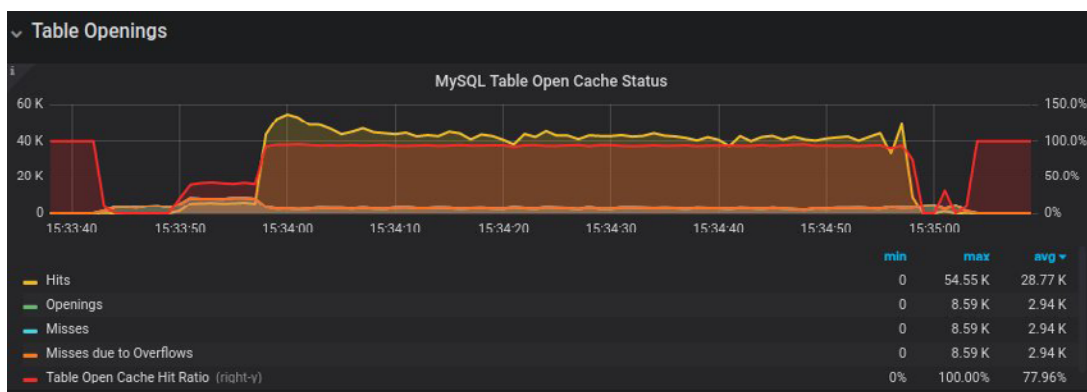 Table Openings
i
MySQL Table Open Cache Status
60 K
150.0%
40 K
100.0%
20 K
50.0%
0
0%
15:33:40 15:33:50 15:34:00 15:34:10 15:34:20 15:34:30 15:34:40 15:34:50 15:35:00
min max avg
Hits 0 54.55 K 28.77 K
Openings 0 8.59 K 2.94 K
Misses 0 8.59 K 2.94 K
Misses due to Overflows 0 8.59 K 2.94 K
Table Open Cache Hit Ratio (right-y) 0% 100.00% 77.96%